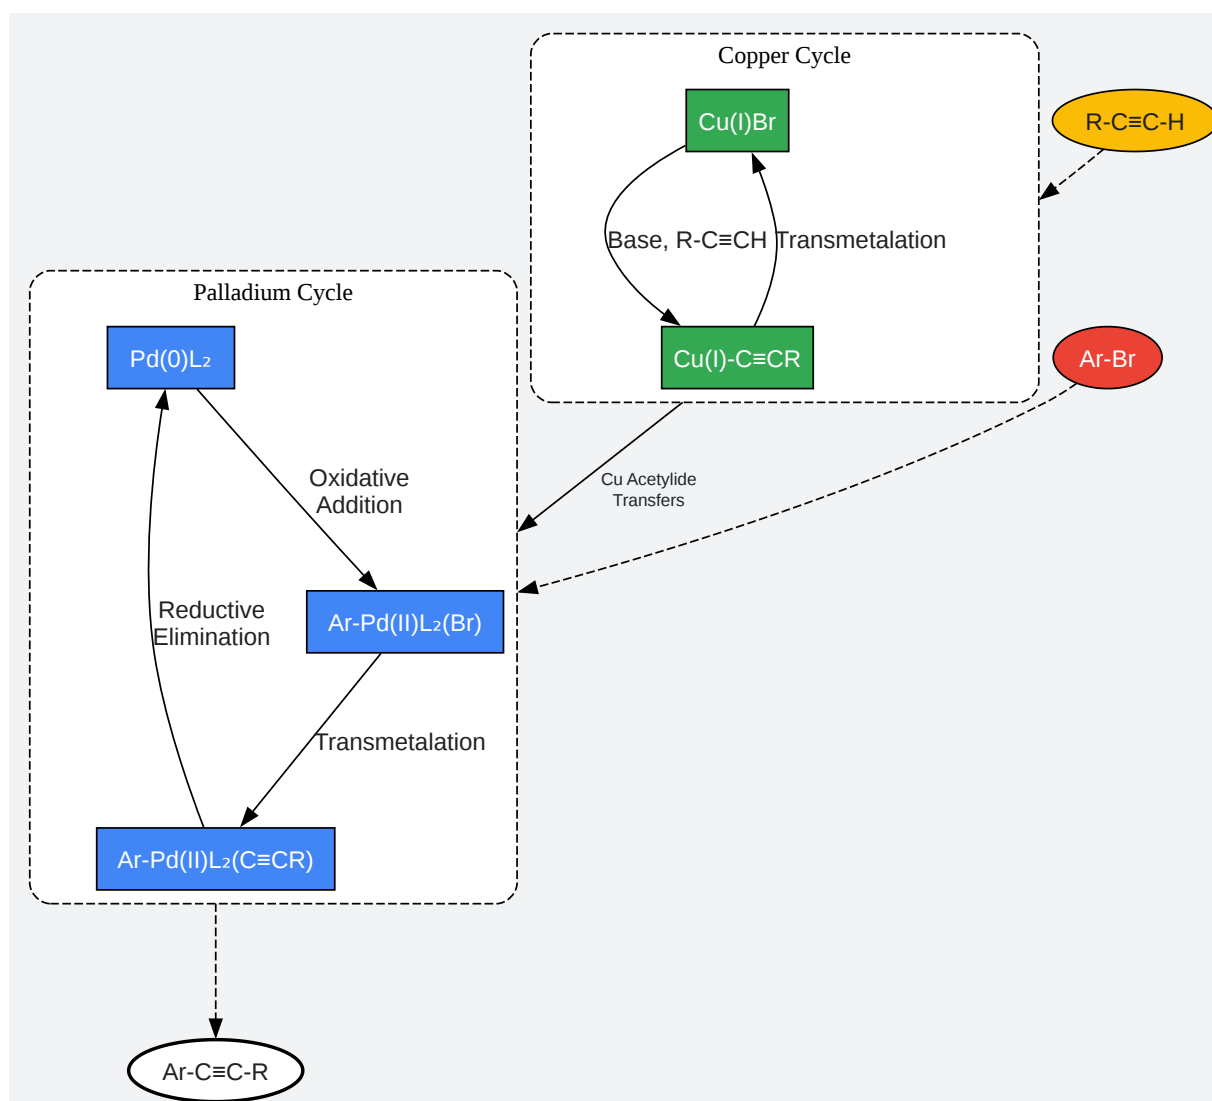 Copper Cycle
Cu(I)Br
R-C≡C-H
Base, R-C≡CH
Transmetalation
Palladium Cycle
Pd(0)L₂
Cu(I)-C≡CR
Ar-Br
Oxidative
Addition
Cu Acetylide
Transfers
Reductive
Elimination
Ar-Pd(II)L₂(Br)
Transmetalation
Ar-Pd(II)L₂(C≡CR)
Ar-C≡C-R